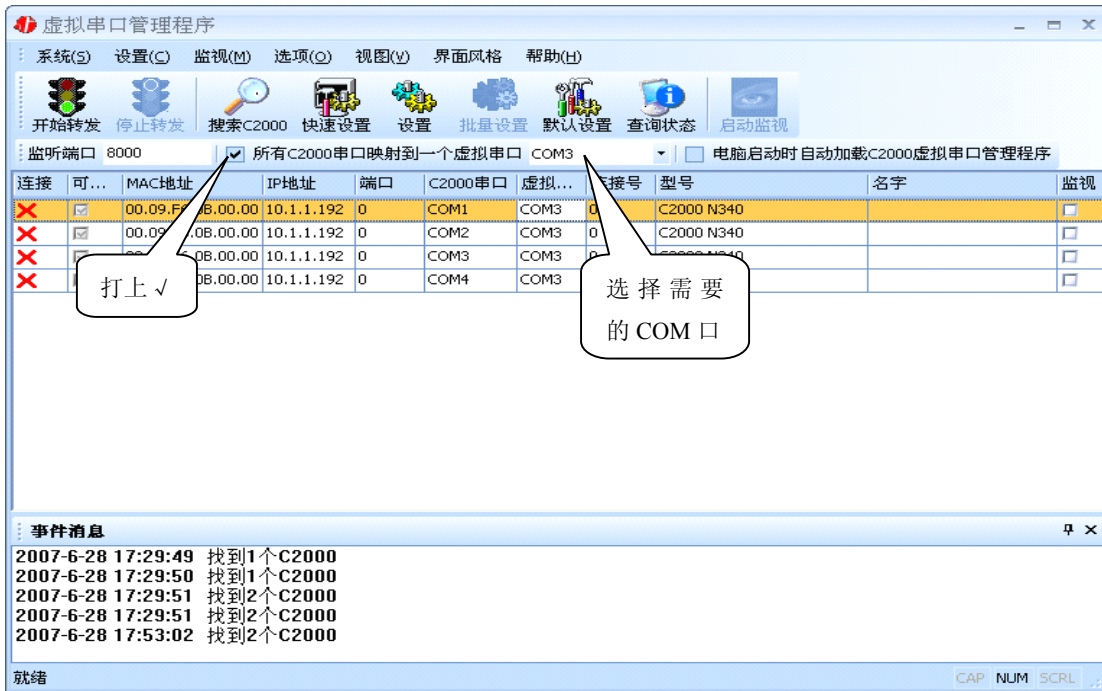 虚拟串口管理程序
系统(S) 设置(C) 监视(M) 选项(O) 视图(V) 界面风格 帮助(H)
开始转发 停止转发 搜索C2000 快速设置 设置 批量设置 默认设置 查询状态 启动监视
监听端口 8000 所有C2000串口映射到一个虚拟串口 COM3 电脑启动时自动加载C2000虚拟串口管理程序
连接 可... MAC地址 IP地址 端口 C2000串口 虚拟... 接号 型号 名字 监视
00.09. 0B.00.00 10.1.1.192 0 COM1 COM3 0 C2000 N340
00.09 .0B.00.00 10.1.1.192 0 COM2 COM3 0 C2000 N340
0B.00.00 10.1.1.192 0 COM3 COM3
0B.00.00 10.1.1.192 0 COM4 COM3
打上√
选择需要
的 COM 口
事件消息
2007-6-28 17:29:49 找到1个C2000
2007-6-28 17:29:50 找到1个C2000
2007-6-28 17:29:51 找到2个C2000
2007-6-28 17:29:51 找到2个C2000
2007-6-28 17:53:02 找到2个C2000
就绪 CAP NUM SCRL